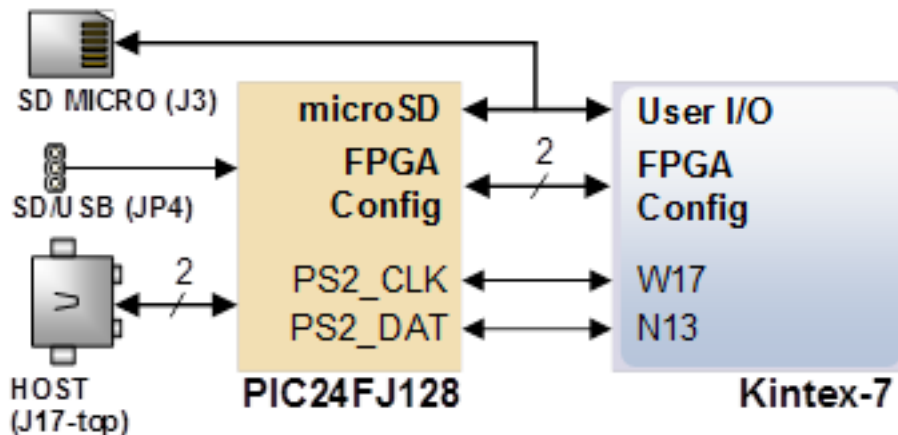 SD MICRO (J3)
SD/USB (JP4)
2
HOST
(J17-top)
microSD
FPGA
Config
PS2_CLK
PS2_DAT
PIC24FJ128
2
User I/O
FPGA
Config
W17
N13
Kintex-7